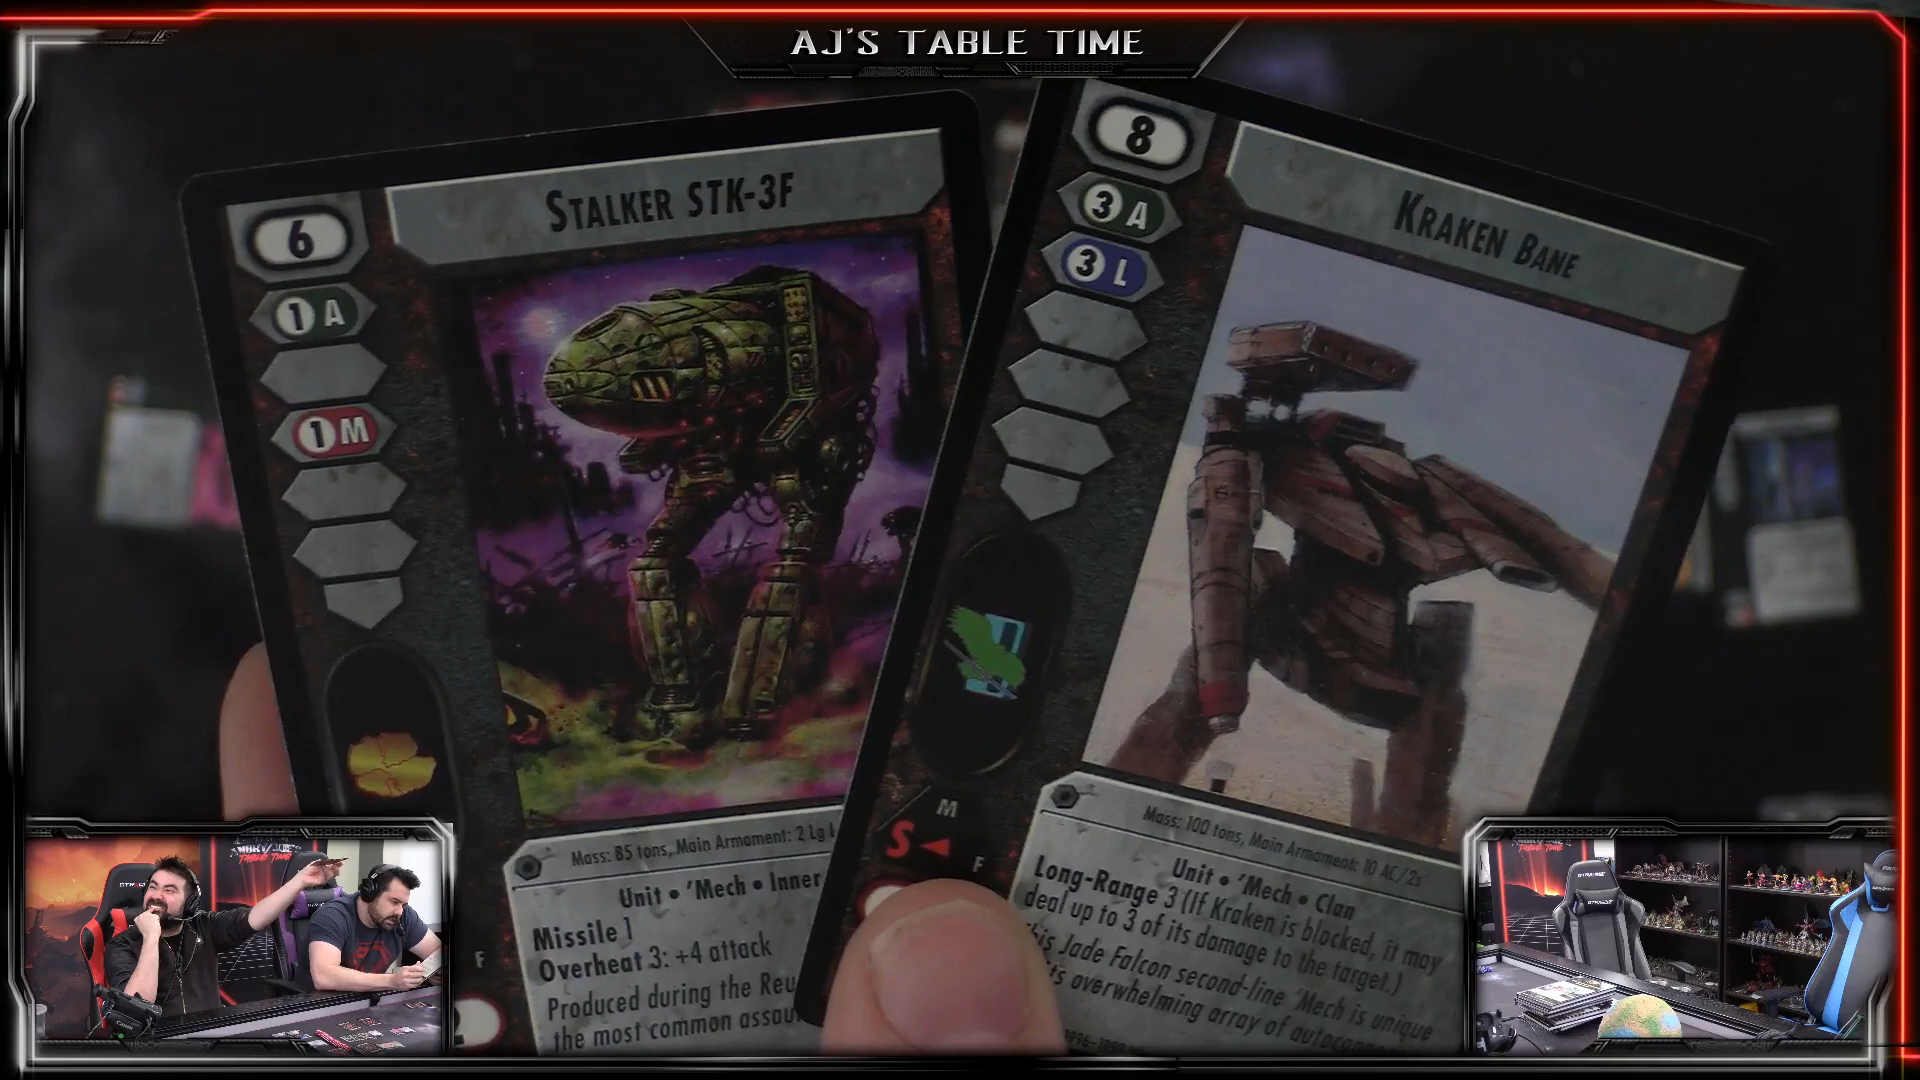 AJ'S TABLE TIME
6
STALKER STK-3F
1 A
1 M
Mass: 85 tons, Main Armament: 2 Lg
Unit • 'Mech • Inner
Missile 1
Overheat 3: +4 attack
Produced during the Reu
the most common assau
F
8
KRAKEN BANE
3 A
3 L
M
S
F
Mass: 100 tons, Main Armament: 10 AC/2s
Unit • 'Mech • Clan
Long-Range 3 (If Kraken is blocked, it may
deal up to 3 of its damage to the target.)
his Jade Falcon second-line 'Mech is unique
its overwhelming array of
1996-199